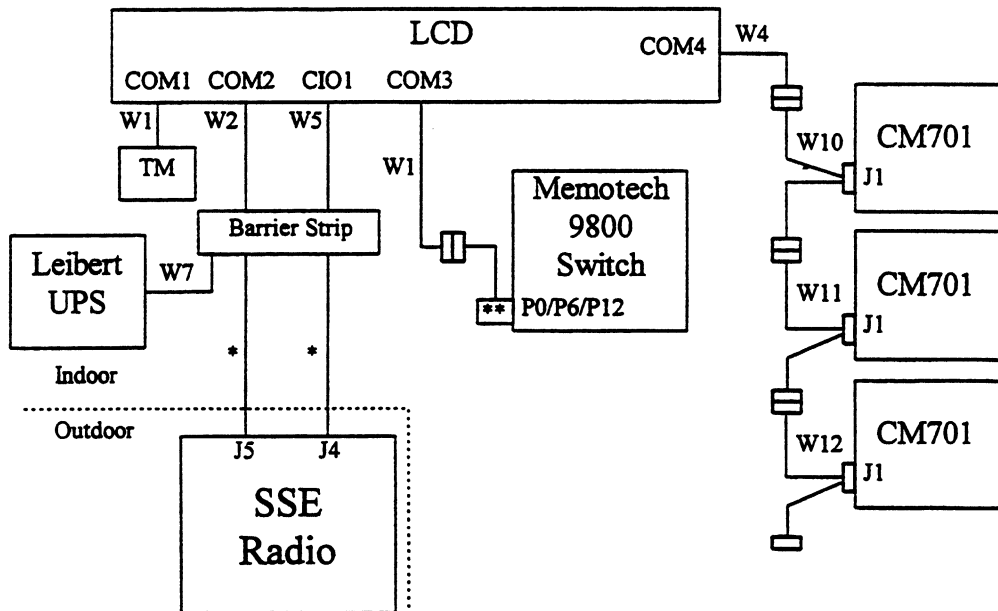 LCD
COM4
W4
COM1 COM2 CIO1 COM3
W1 W2 W5
TM
W1
Barrier Strip
Leibert
UPS
W7
Memotech
9800
Switch
** P0/P6/P12
* *
Indoor
Outdoor
J5 J4
SSE
Radio
CM701
W10
J1
CM701
W11
J1
CM701
W12
J1